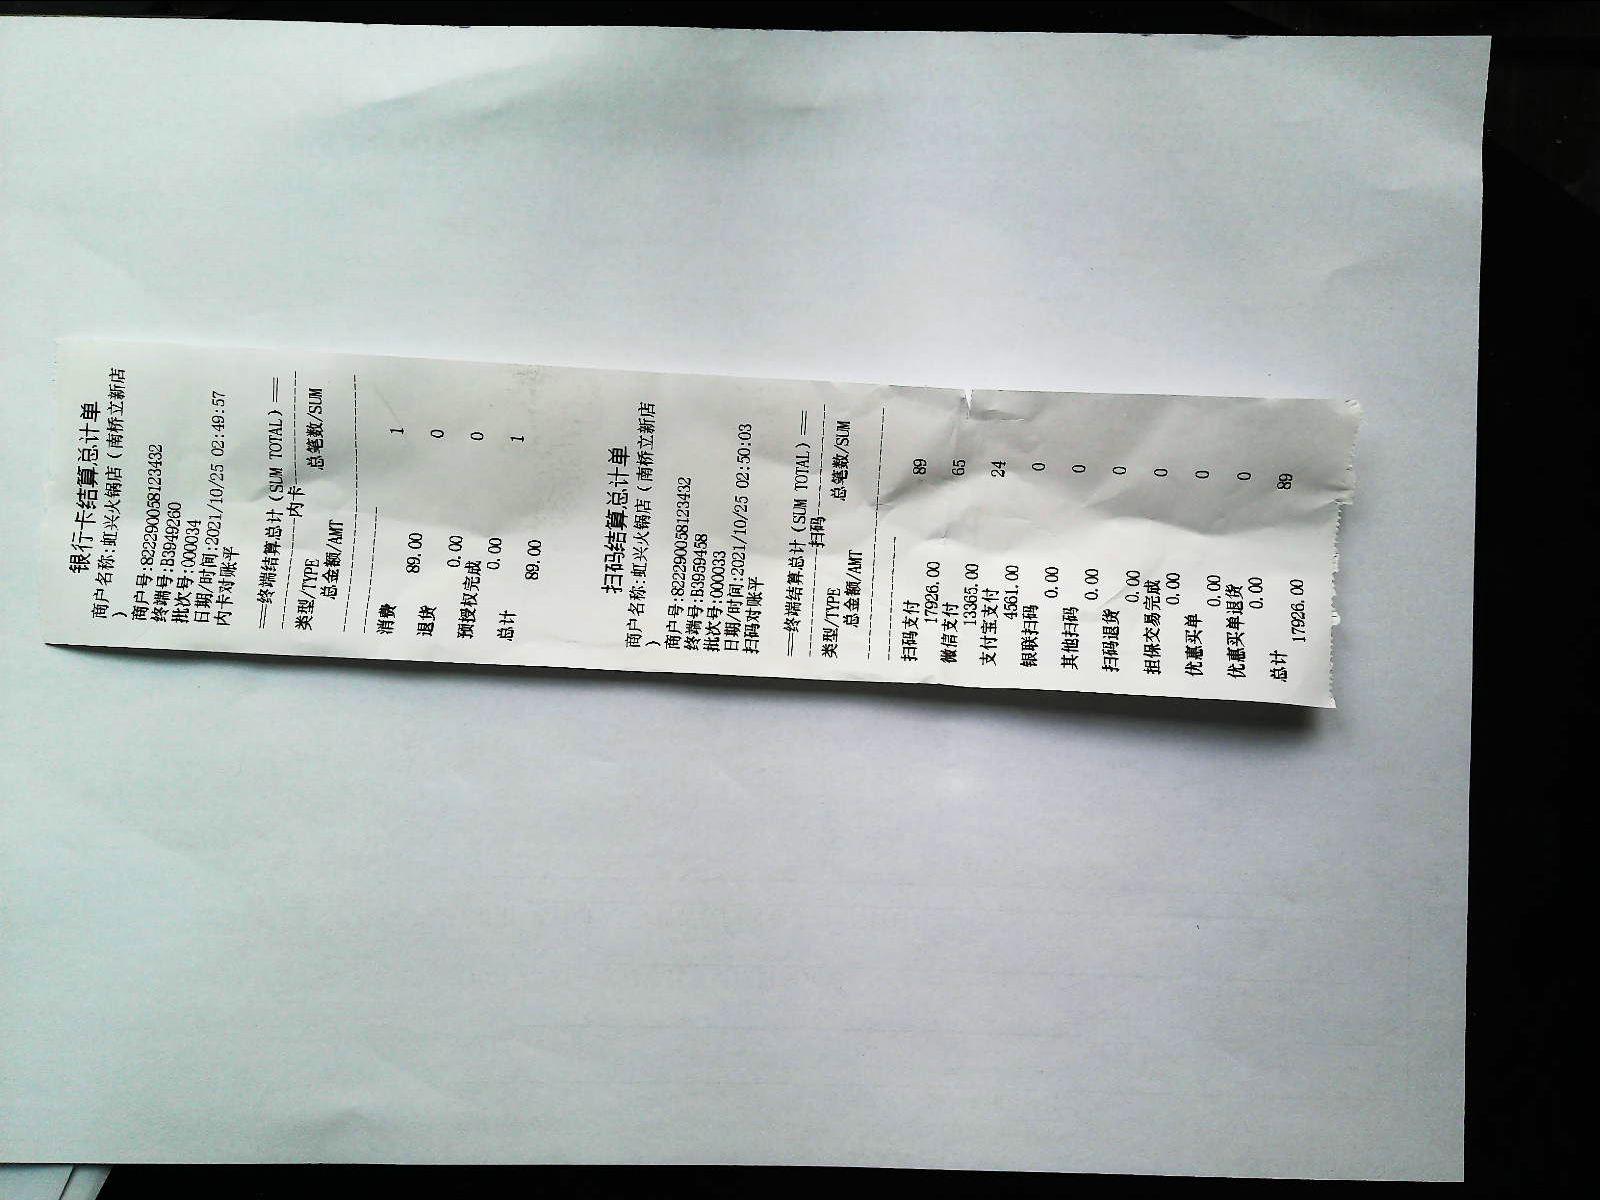 银行卡结算总计单
商户名称:虹兴火锅店(南桥立新店
)
商户号:822290058123432
终端号:B3949260
批次号:000034
日期/时间:2021/10/25 02:49:57
内卡对账平
==终端结算总计(SUM TOTAL)==
内卡
类型/TYPE 总笔数/SUM
总金额/AMT
消费 1
89.00
退货 0
0.00
预授权完成 0
0.00
总计 1
89.00
扫码结算总计单
商户名称:虹兴火锅店(南桥立新店
)
商户号:822290058123432
终端号:B3959458
批次号:000033
日期/时间:2021/10/25 02:50:03
扫码对账平
==终端结算总计(SUM TOTAL)==
扫码
类型/TYPE 总笔数/SUM
总金额/AMT
扫码支付 89
17926.00
微信支付 65
13365.00
支付宝支付 24
4561.00
银联扫码 0
0.00
其他扫码 0
0.00
扫码退货 0
0.00
担保交易完成 0
0.00
优惠买单 0
0.00
优惠买单退货 0
0.00
总计 89
17926.00